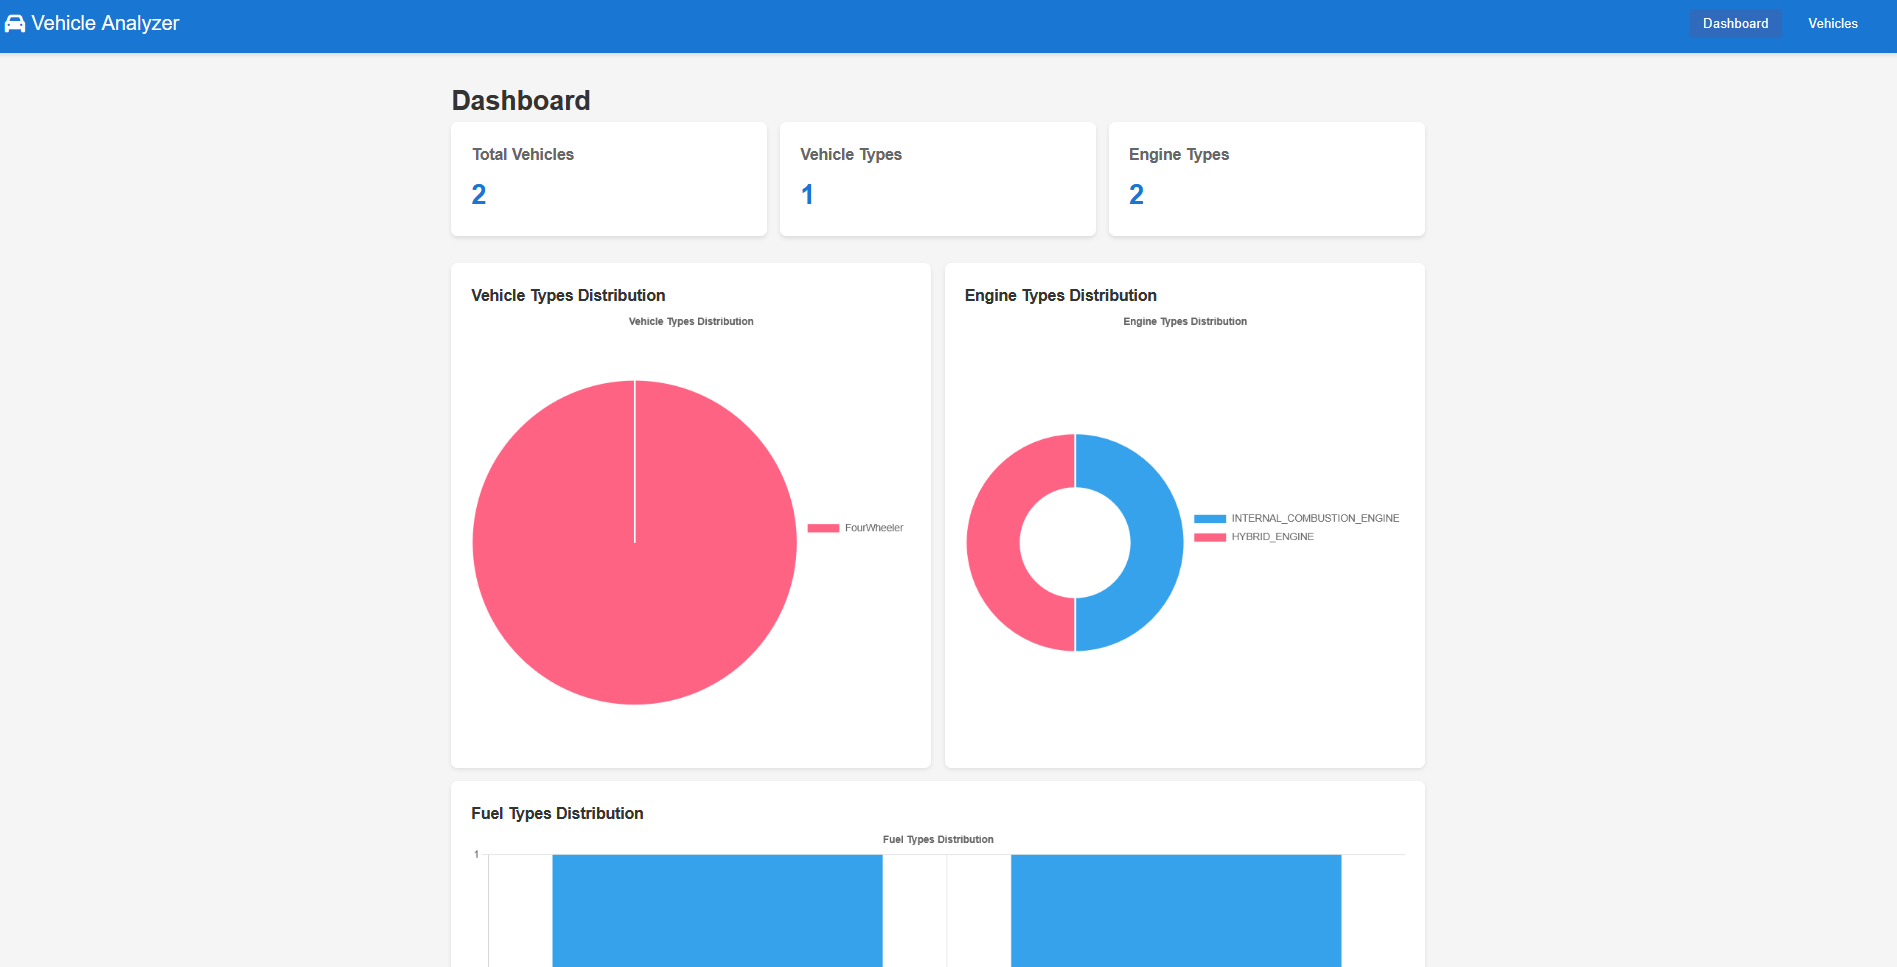 Vehicle Analyzer
Dashboard
Vehicles
Dashboard
Total Vehicles
2
Vehicle Types
1
Engine Types
2
Vehicle Types Distribution
Vehicle Types Distribution
FourWheeler
Engine Types Distribution
Engine Types Distribution
INTERNAL_COMBUSTION_ENGINE
HYBRID_ENGINE
Fuel Types Distribution
Fuel Types Distribution
1